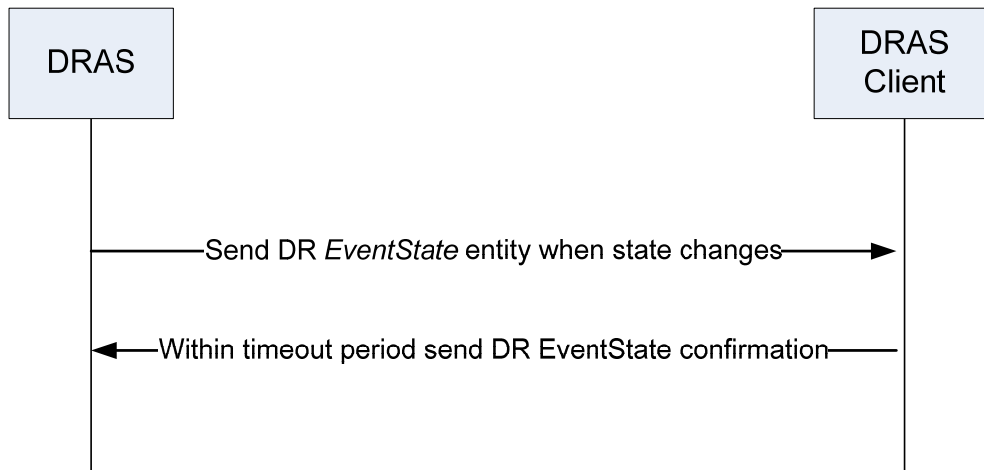 DRAS
DRAS
Client
Send DR EventState entity when state changes
Within timeout period send DR EventState confirmation